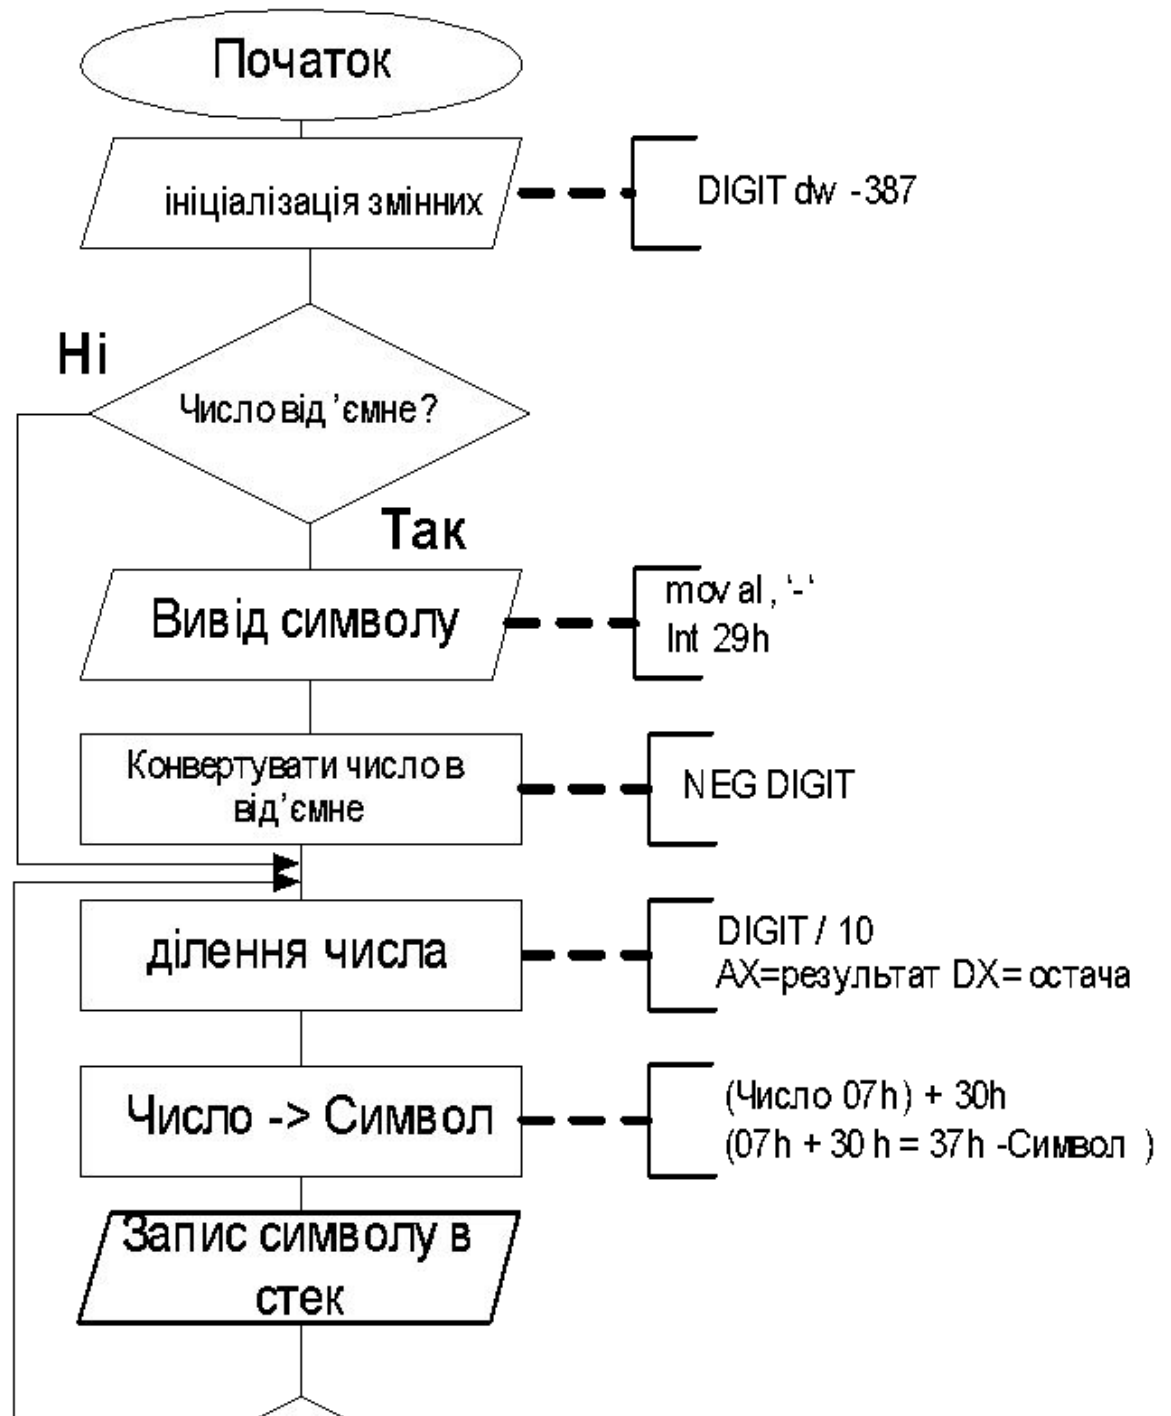 Початок
ініціалізація змінних
DIGIT dw -387
Ні
Число від'ємне?
Так
Вивід символу
mov al, '-'
Int 29h
Конвертувати число в
від'ємне
NEG DIGIT
ділення числа
DIGIT / 10
AX=результат DX=остача
Число -> Символ
(Число 07h) + 30h
(07h + 30h = 37h -Символ )
Запис символу в
стек